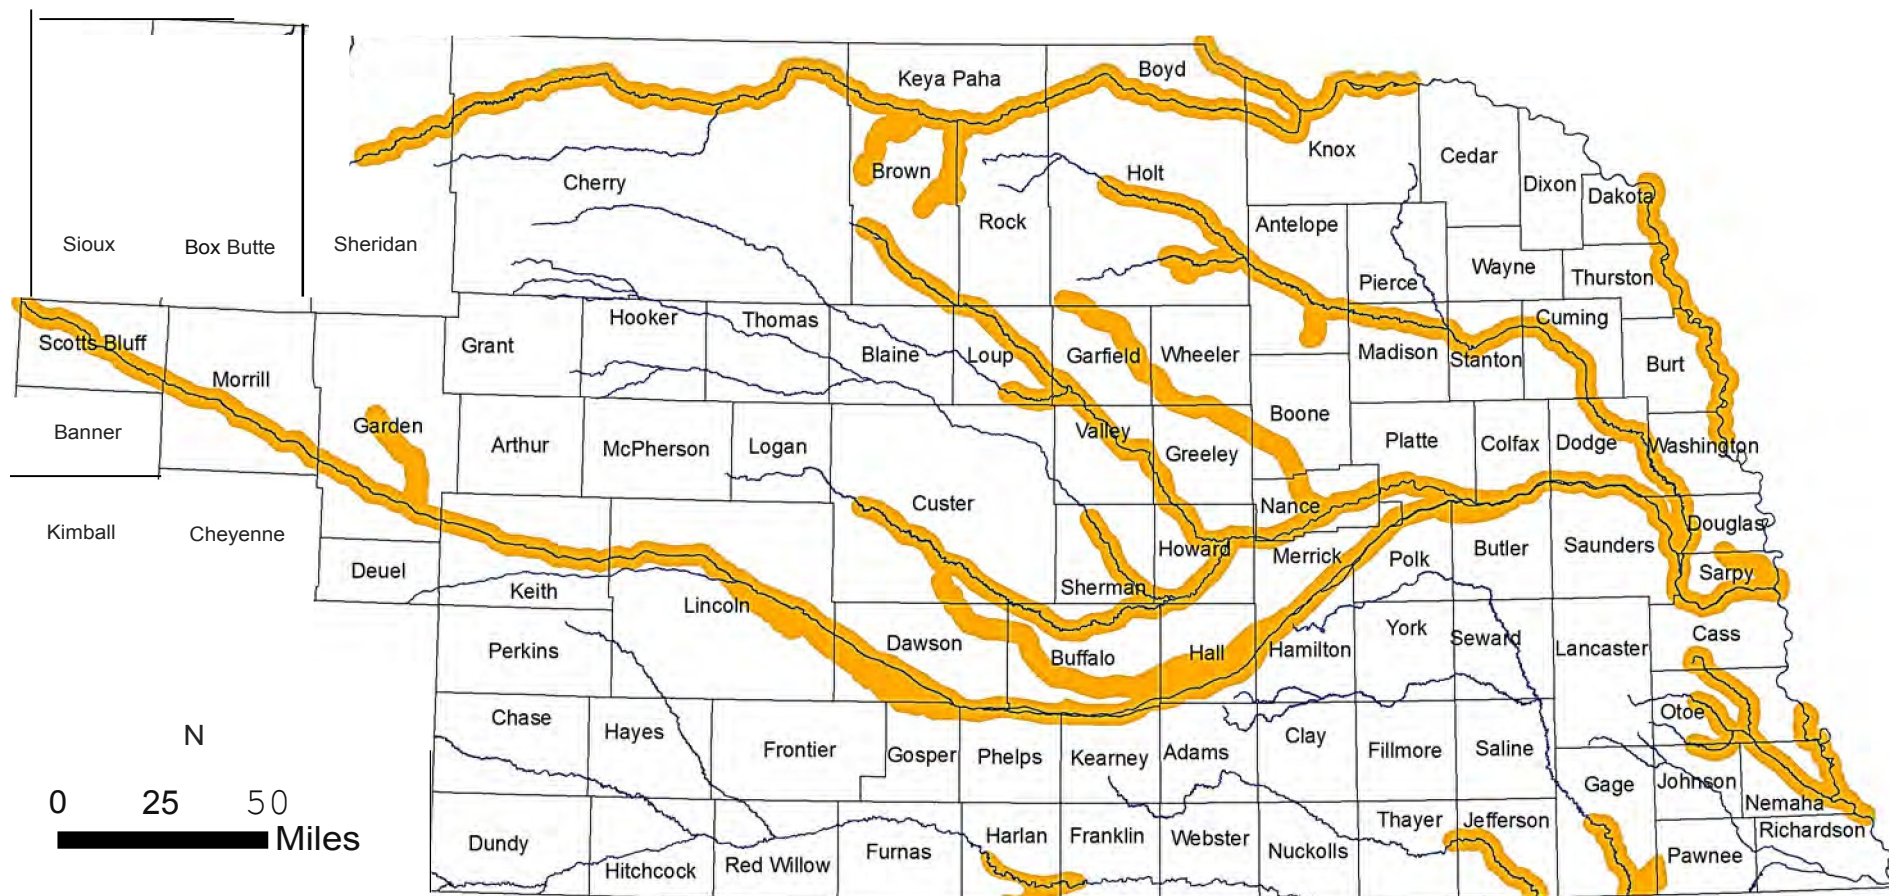 Keya Paha
Boyd
Knox
Cedar
Brown
Holt
Cherry
Dixon
Dakota
Rock
Antelope
Sioux
Box Butte
Sheridan
Wayne
Pierce
Thurston
Hooker
Thomas
Cuming
Scotts Bluff
Grant
Blaine
Loup
Garfield
Wheeler
Madison
Stanton
Burt
Morrill
Boone
Garden
Banner
Arthur
McPherson
Logan
Valley
Greeley
Platte
Colfax
Dodge
Washington
Custer
Nance
Kimball
Cheyenne
Howard
Merrick
Polk
Butler
Saunders
Douglas
Deuel
Keith
Lincoln
Sherman
Sarpy
Perkins
Dawson
Buffalo
Hall
Hamilton
York
Seward
Lancaster
Cass
Chase
Hayes
Frontier
Gosper
Phelps
Kearney
Adams
Clay
Fillmore
Saline
Otoe
N
Gage
Johnson
Nemaha
0 25 50
Miles
Dundy
Hitchcock
Red Willow
Furnas
Harlan
Franklin
Webster
Nuckolls
Thayer
Jefferson
Pawnee
Richardson